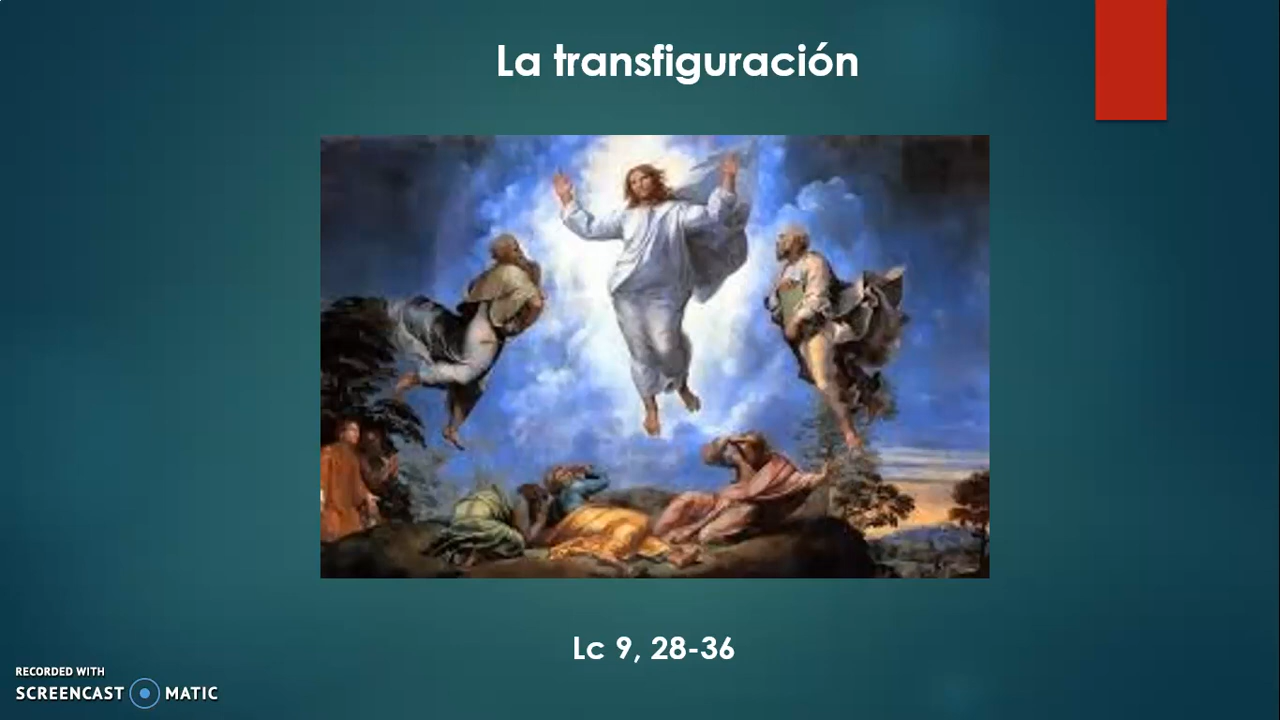 La transfiguración
Lc 9, 28-36
RECORDED WITH
SCREENCAST MATIC